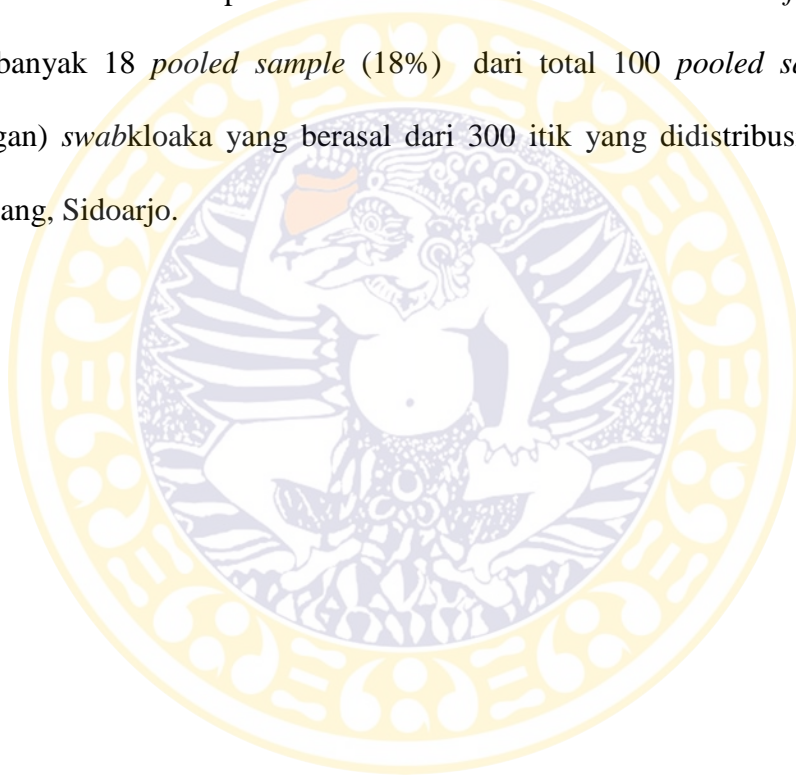 banyak 18 pooled sample (18%) dari total 100 pooled
gan) swabkloaka yang berasal dari 300 itik yang didistribus
ang, Sidoarjo.